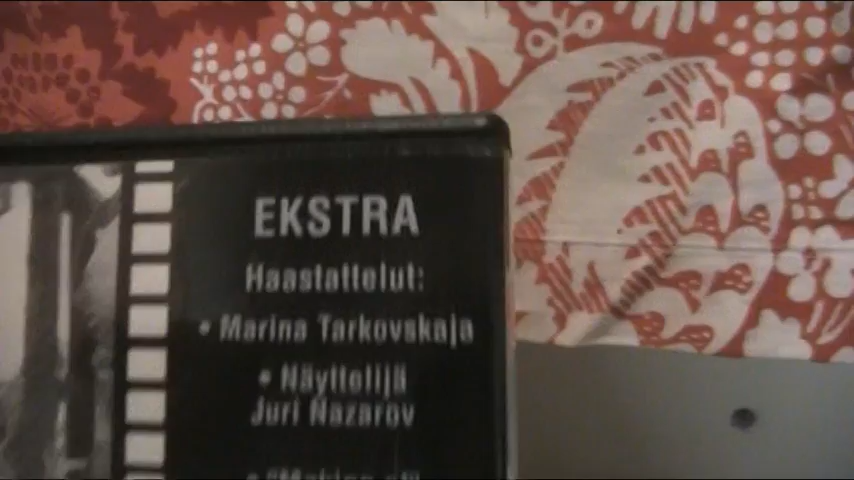 EKSTRA
Haastattelut:
• Marina Tarkovskaja
• Näyttelijä
Juri Nazarov